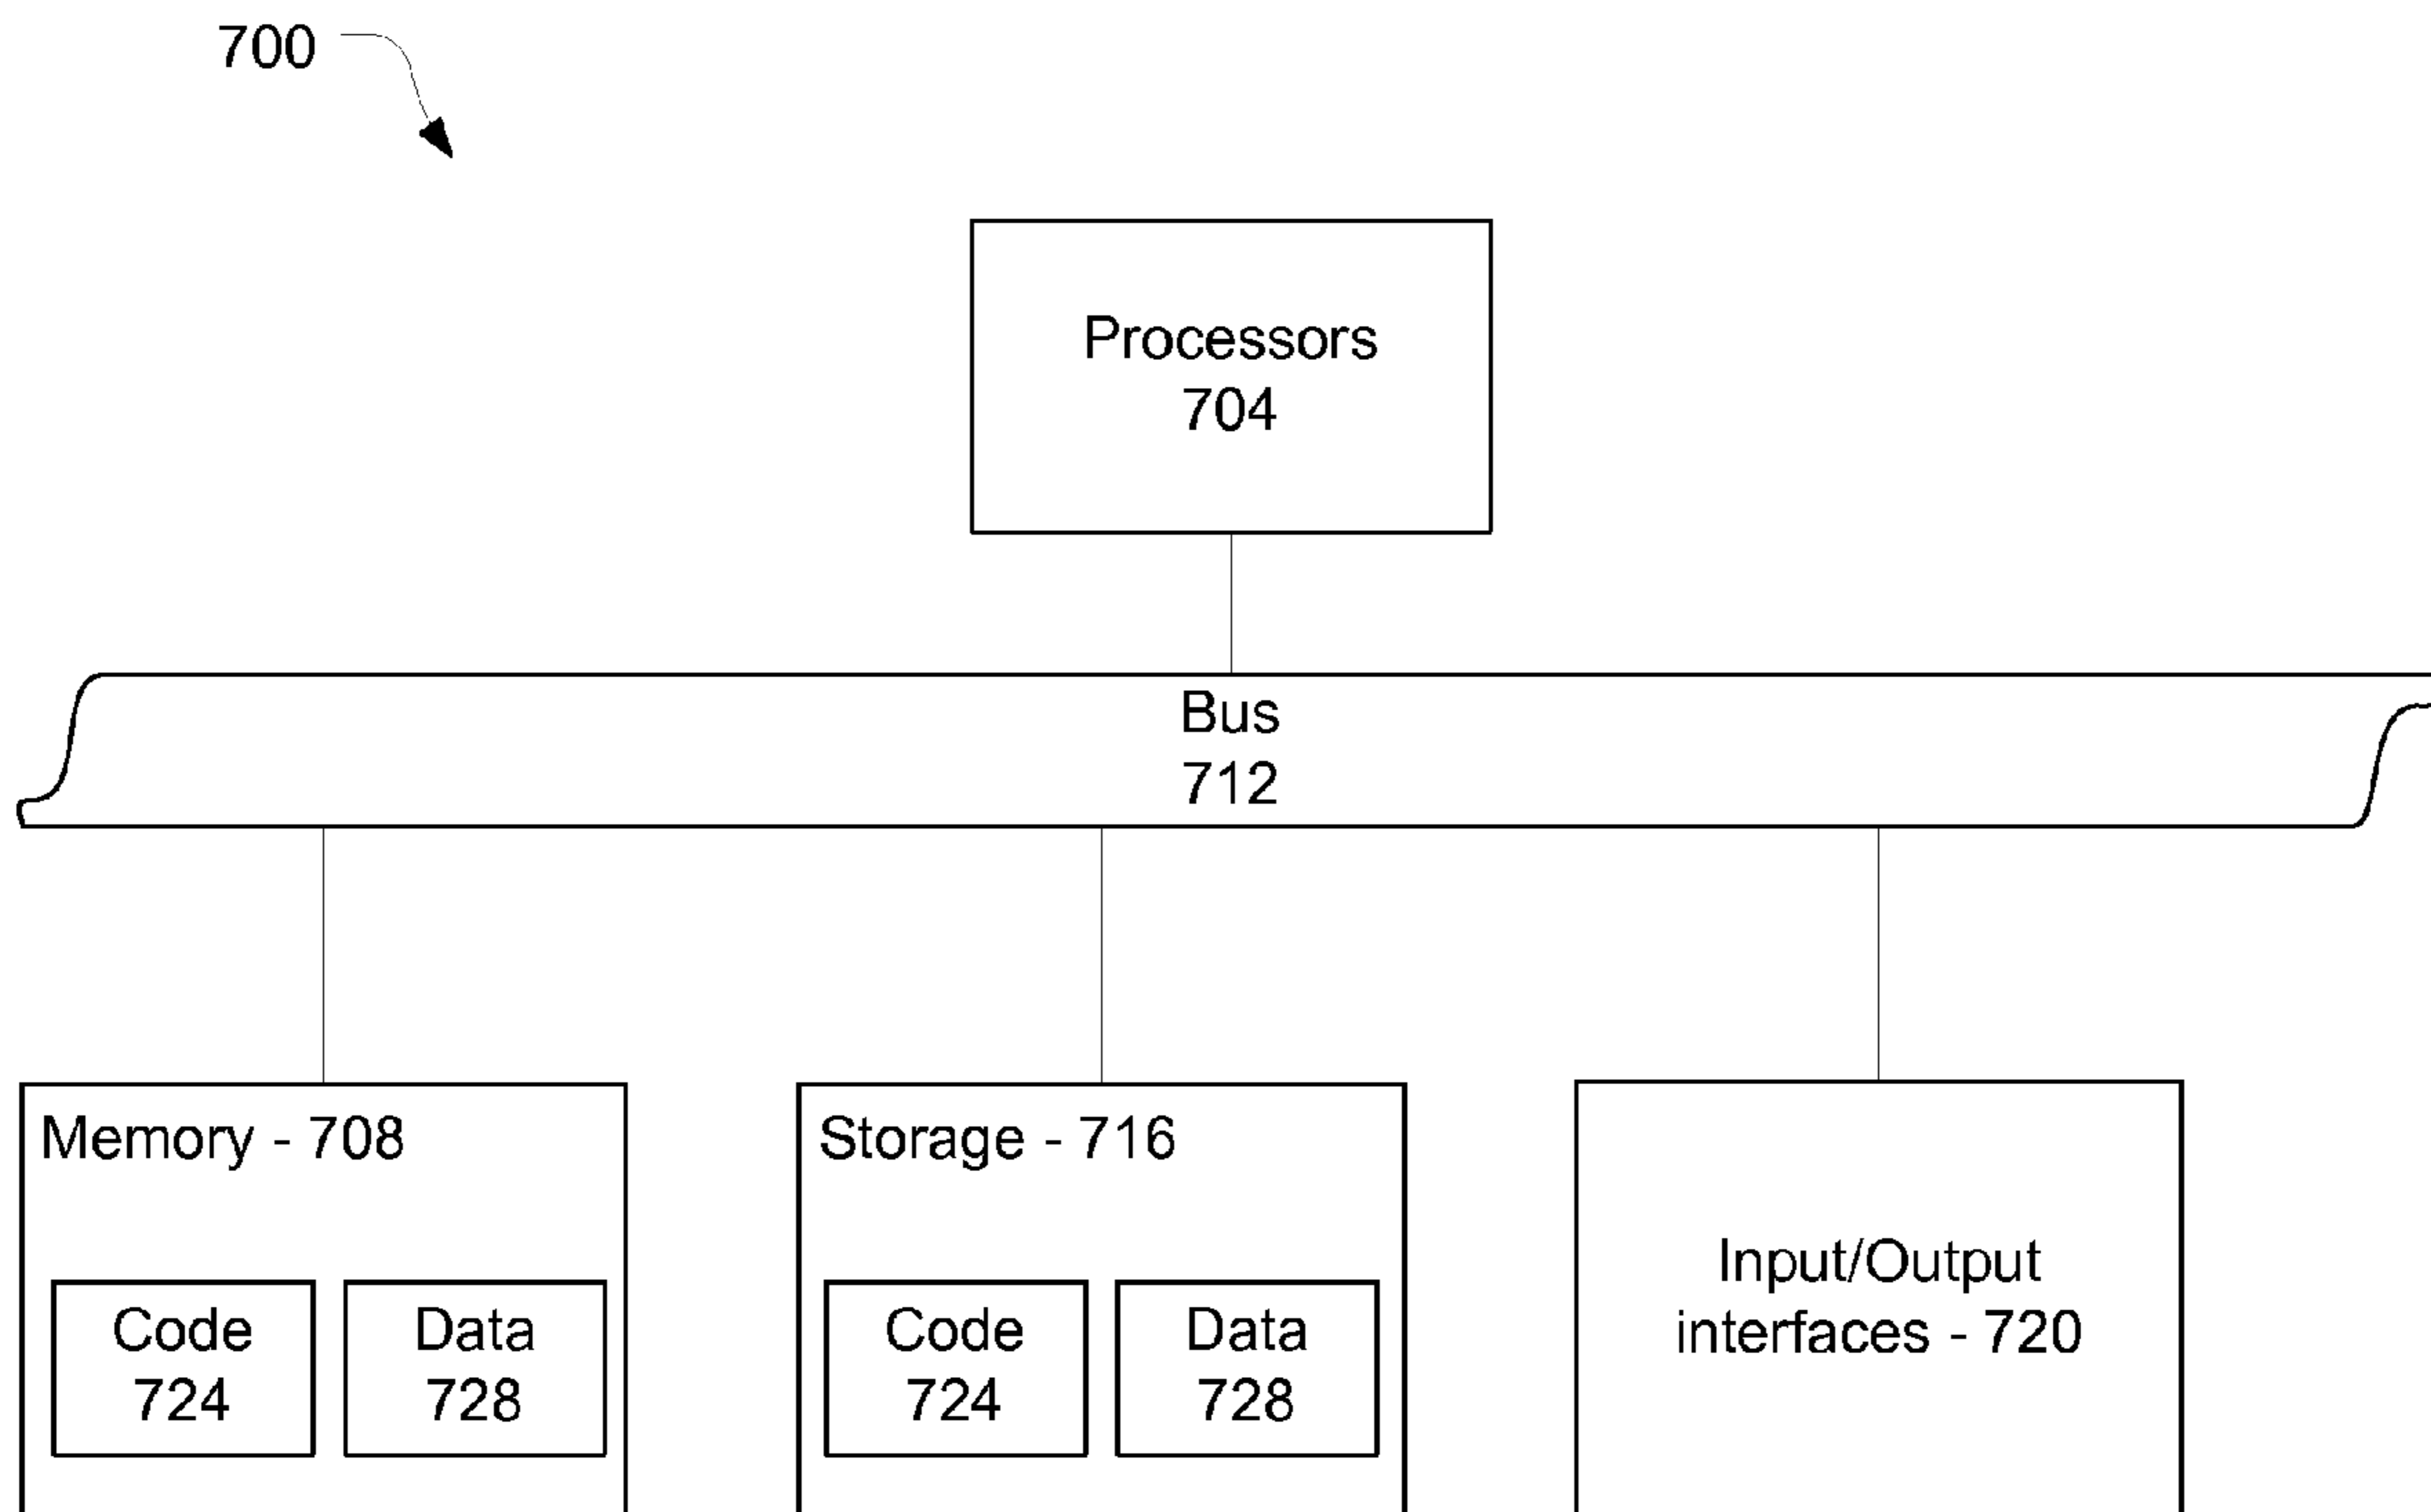 700
Processors
704
Bus
712
Memory - 708
Code
724
Data
728
Storage - 716
Code
724
Data
728
Input/Output
interfaces - 720